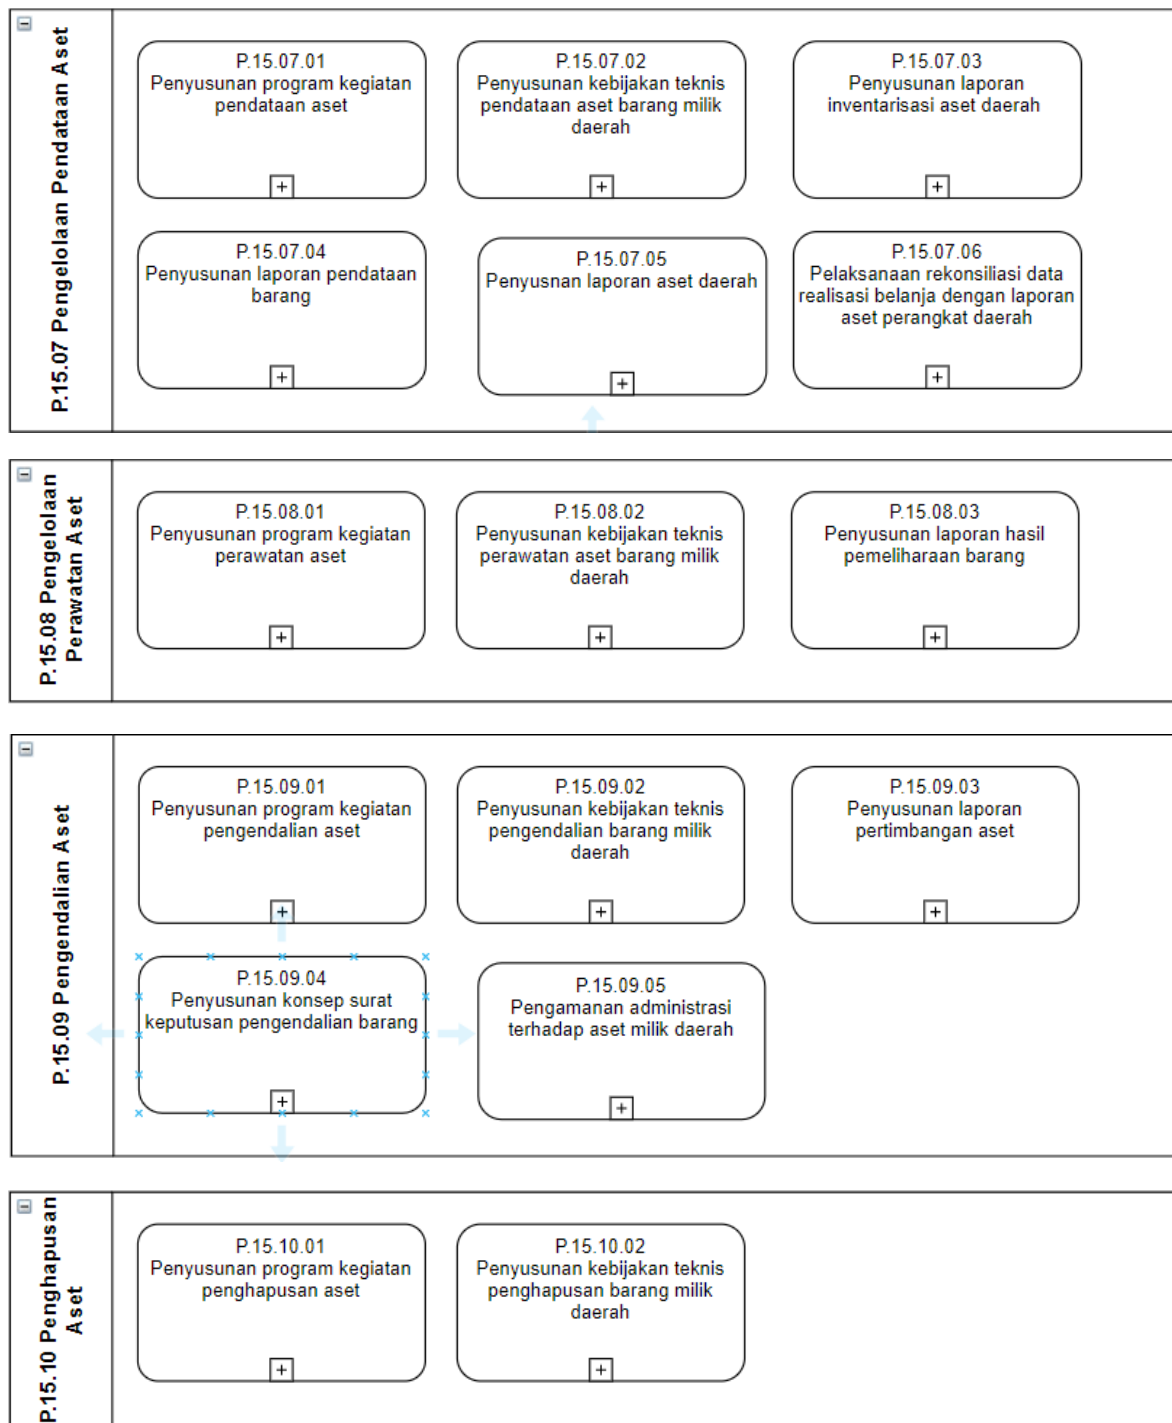 P.15.07 Pengelolaan Pendataan Aset
P.15.07.01
Penyusunan program kegiatan
pendataan aset
P.15.07.02
Penyusunan kebijakan teknis
pendataan aset barang milik
daerah
P.15.07.03
Penyusunan laporan
inventarisasi aset daerah
P.15.07.04
Penyusunan laporan pendataan
barang
P.15.07.05
Penyusnan laporan aset daerah
P.15.07.06
Pelaksanaan rekonsiliasi data
realisasi belanja dengan laporan
aset perangkat daerah
P.15.08 Pengelolaan
Perawatan Aset
P.15.08.01
Penyusunan program kegiatan
perawatan aset
P.15.08.02
Penyusunan kebijakan teknis
perawatan aset barang milik
daerah
P.15.08.03
Penyusunan laporan hasil
pemeliharaan barang
P.15.09 Pengendalian Aset
P.15.09.01
Penyusunan program kegiatan
pengendalian aset
P.15.09.02
Penyusunan kebijakan teknis
pengendalian barang milik
daerah
P.15.09.03
Penyusunan laporan
pertimbangan aset
P.15.09.04
Penyusunan konsep surat
keputusan pengendalian barang
P.15.09.05
Pengamanan administrasi
terhadap aset milik daerah
P.15.10 Penghapusan
Aset
P.15.10.01
Penyusunan program kegiatan
penghapusan aset
P.15.10.02
Penyusunan kebijakan teknis
penghapusan barang milik
daerah